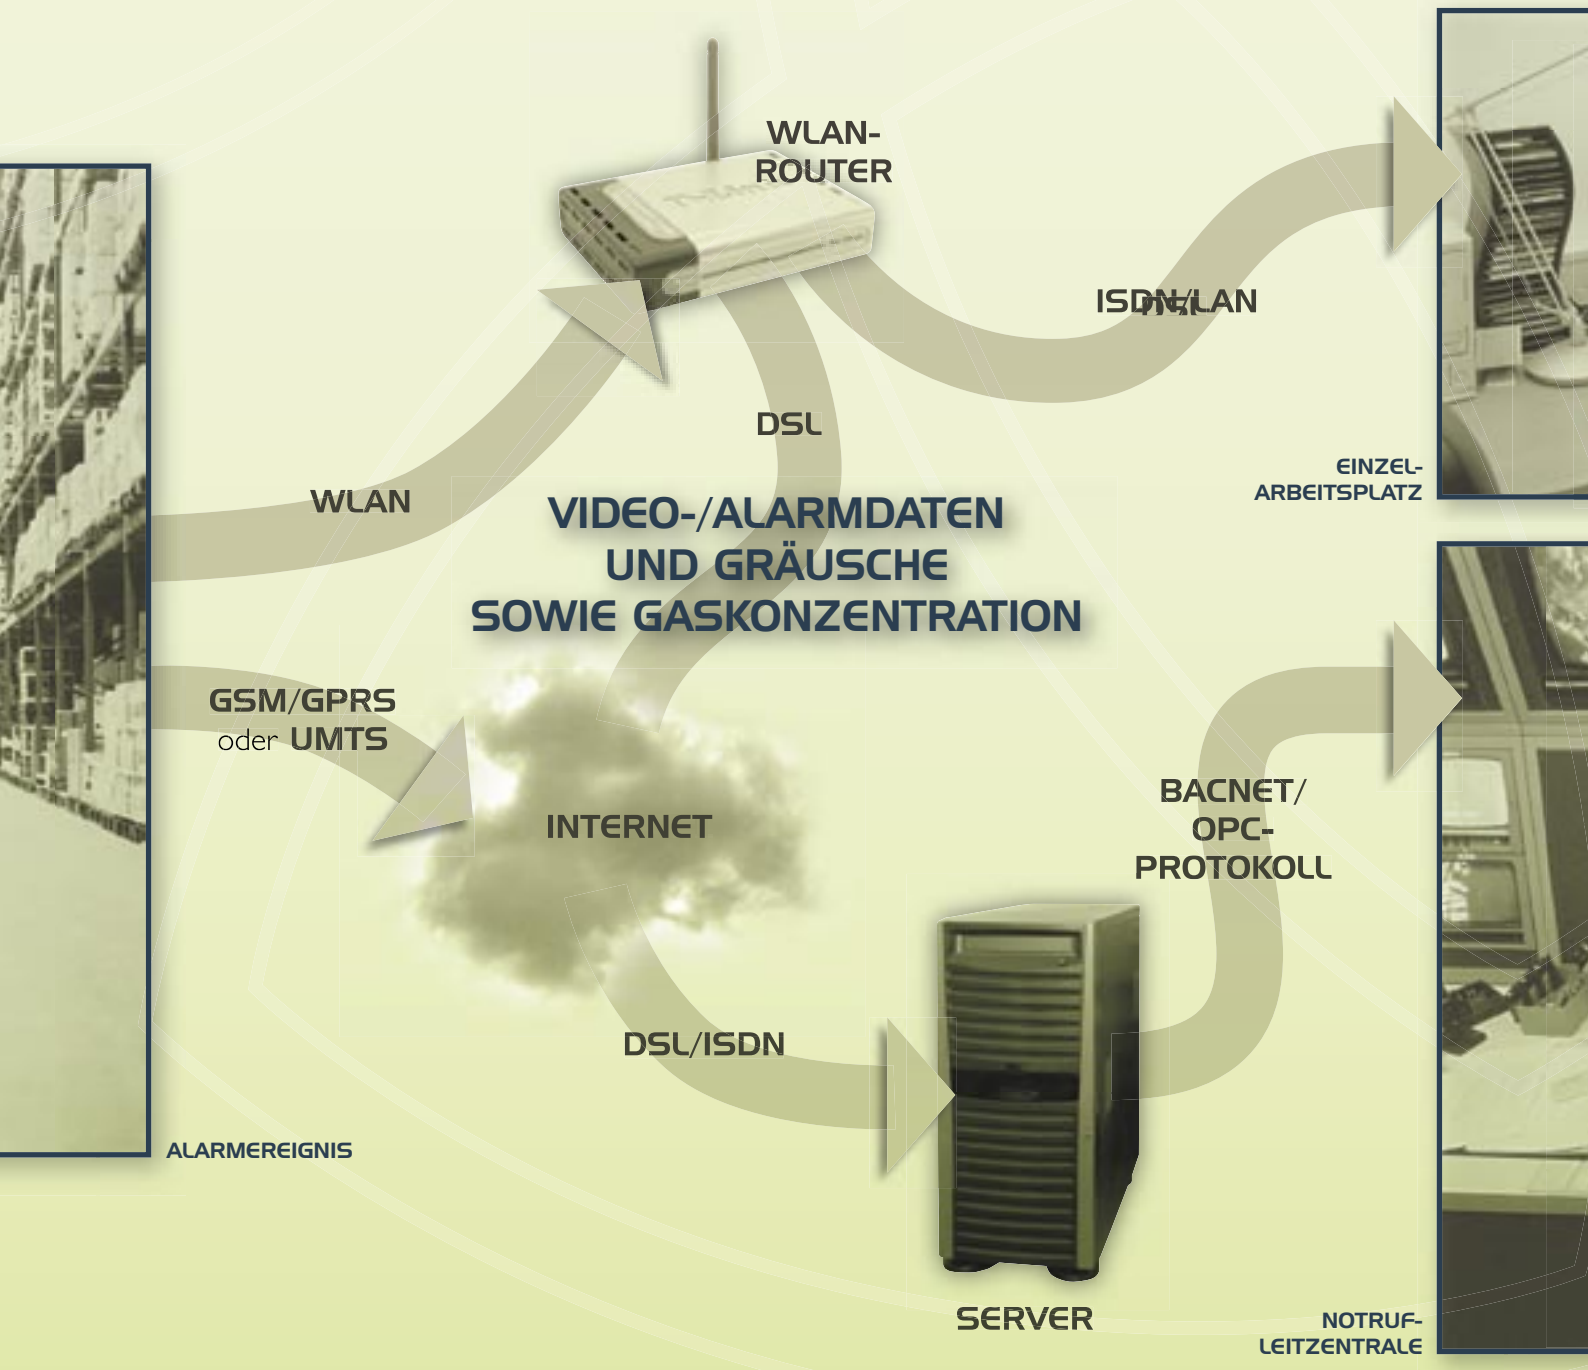 WLAN-
ROUTER
ISDN/LAN
DSL
EINZEL-
ARBEITSPLATZ
WLAN
VIDEO-/ALARMDATEN
UND GRÄUSCHE
SOWIE GASKONZENTRATION
GSM/GPRS
oder UMTS
INTERNET
BACNET/
OPC-
PROTOKOLL
DSL/ISDN
ALARMEREIGNIS
SERVER
NOTRUF-
LEITZENTRALE